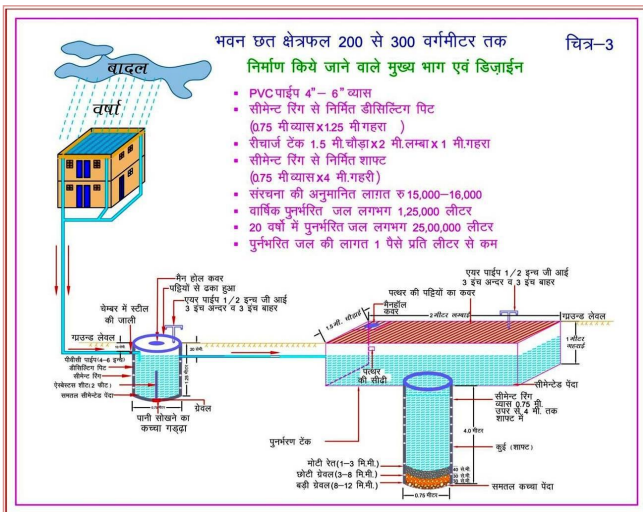 भवन छत क्षेत्रफल 200 से 300 वर्गमीटर तक
चित्र–3
निर्माण किये जाने वाले मुख्य भाग एवं डिज़ाईन
बादल
वर्षा
▪ PVC पाईप 4"– 6" व्यास
▪ सीमेन्ट रिंग से निर्मित डीसिल्टिग पिट
(0.75 मी व्यास x 1.25 मी गहरा )
▪ रीचार्ज टेंक 1.5 मी. चौड़ा x 2 मी. लम्बा x 1 मी. गहरा
▪ सीमेन्ट रिंग से निर्मित शाफ्ट
(0.75 मी व्यास x 4 मी. गहरी)
▪ संरचना की अनुमानित लाग़त रु 15,000–16,000
▪ वार्षिक पुनर्भरित जल लगभग 1,25,000 लीटर
▪ 20 वर्षो में पुनर्भरित जल लगभग 25,00,000 लीटर
▪ पुर्नभरित जल की लागत 1 पैसे प्रति लीटर से कम
मैन होल कवर
पट्टियों से ढका हुआ
एयर पाईप 1/2 इन्च जी आई
3 इंच अन्दर व 3 इंच बाहर
चेम्बर में स्टील
की जाली
ग्राउन्ड लेवल
पीवीसी पाईप(4–6 इन्च)
डीसिल्टिग पिट
सीमेन्ट रिंग
ऐस्बेस्टस शीट(2 फीट)
समतल सीमेन्टेड पेंदा
1.25 मीटर
ग्रेवल
पानी सोखने का
कच्चा गड्ढ़ा
एयर पाईप 1/2 इन्च जी आई
3 इंच अन्दर व 3 इंच बाहर
पत्थर की पट्टियों का कवर
मैनहॉल
कवर
1.5 मी. चौडाई
2 मीटर लम्बाई
ग्राउन्ड लेवल
1 मीटर
गहराई
पत्थर
की सीढी
सीमेन्टेड पेंदा
पुनर्भरण टेंक
सीमेन्ट रिंग
व्यास 0.75 मी.
उपर से 4 मी. तक
शाफ्ट में
4.0 मीटर
कुई (शाफ्ट)
मोटी रेत(1–3 मि.मी.)
छोटी ग्रेवल(3–8 मि.मी.)
बड़ी ग्रेवल(8–12 मि.मी.)
समतल कच्चा पेंदा
0.75 मीटर